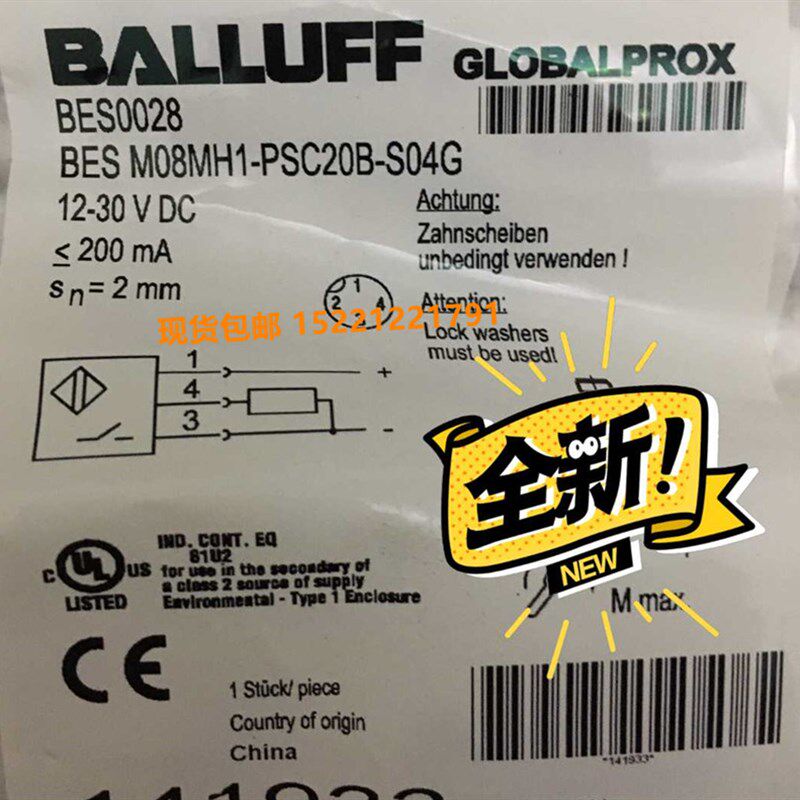 BALLUFF GLOBALPROX
BES0028
BES M08MH1-PSC20B-S04G
12-30 V DC
≤ 200 mA
sn = 2 mm
Achtung:
Zahnscheiben
unbedingt verwenden !
Attention:
Lock washers
must be used!
1
2 4
3
现货包邮 15221221791
1
+
4
3
-
全新!
NEW
M max.
IND. CONT. EQ
81U2
for use in the secondary of
a class 2 source of supply
Environmental - Type 1 Enclosure
C UL US
LISTED
CE
1 Stück/ piece
Country of origin
China
"141933"
141933